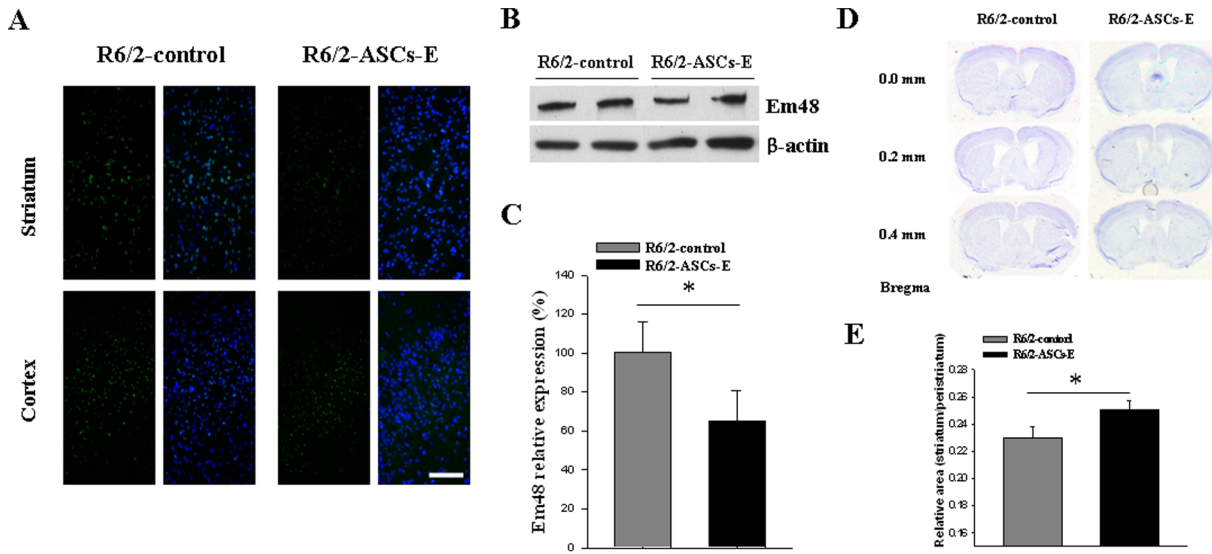 A
R6/2-control R6/2-ASCs-E
Striatum
Cortex
B
R6/2-control R6/2-ASCs-E
Em48
β-actin
C
R6/2-control
R6/2-ASCs-E
Em48 relative expression (%)
140
120
100
80
60
40
20
0
*
D
R6/2-control R6/2-ASCs-E
0.0 mm
0.2 mm
0.4 mm
Bregma
E
R6/2-contorl
R6/2-ASCs-E
Relative area (striatum/peristriatum)
0.28
0.26
0.24
0.22
0.20
0.18
0.16
*